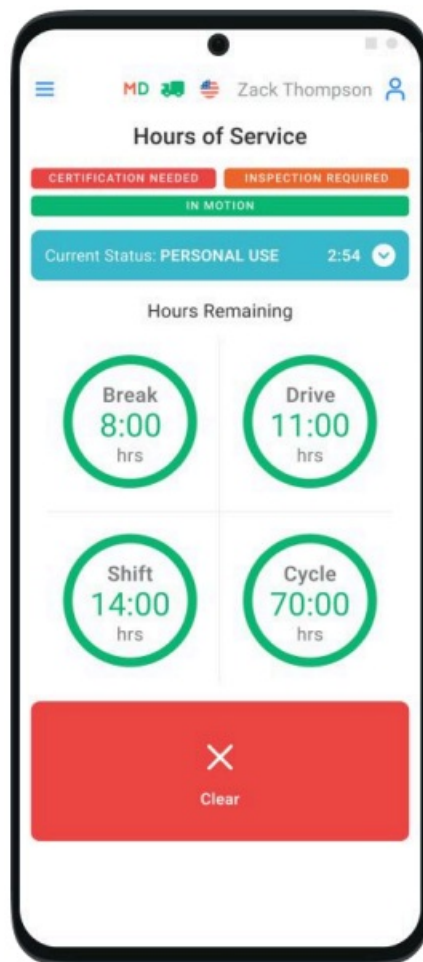 MD Zack Thompson
Hours of Service
CERTIFICATION NEEDED INSPECTION REQUIRED
IN MOTION
Current Status: PERSONAL USE 2:54
Hours Remaining
Break Drive
8:00 11:00
hrs hrs
Shift Cycle
14:00 70:00
hrs hrs
Clear